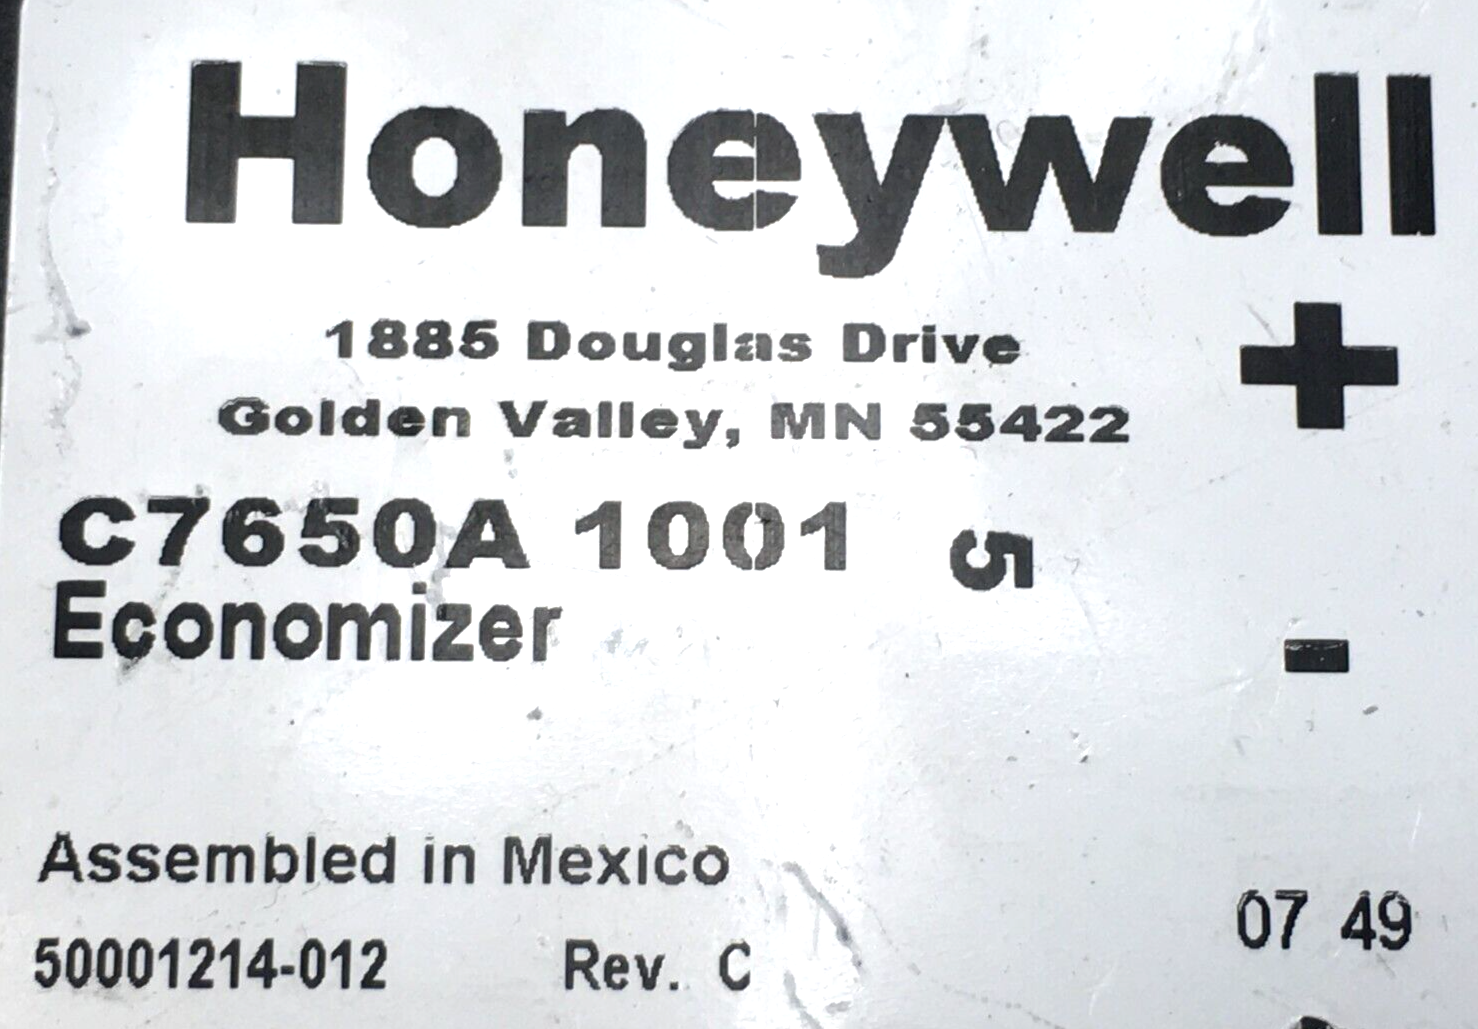 Honeywell
1885 Douglas Drive
Golden Valley, MN 55422
+
C7650A 1001 5
Economizer
-
Assembled in Mexico
07 49
50001214-012 Rev. C